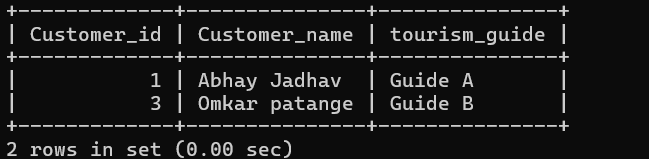 +-------------+---------------+---------------+
| Customer_id | Customer_name | tourism_guide |
+-------------+---------------+---------------+
|           1 | Abhay Jadhav  | Guide A       |
|           3 | Omkar patange | Guide B       |
+-------------+---------------+---------------+
2 rows in set (0.00 sec)